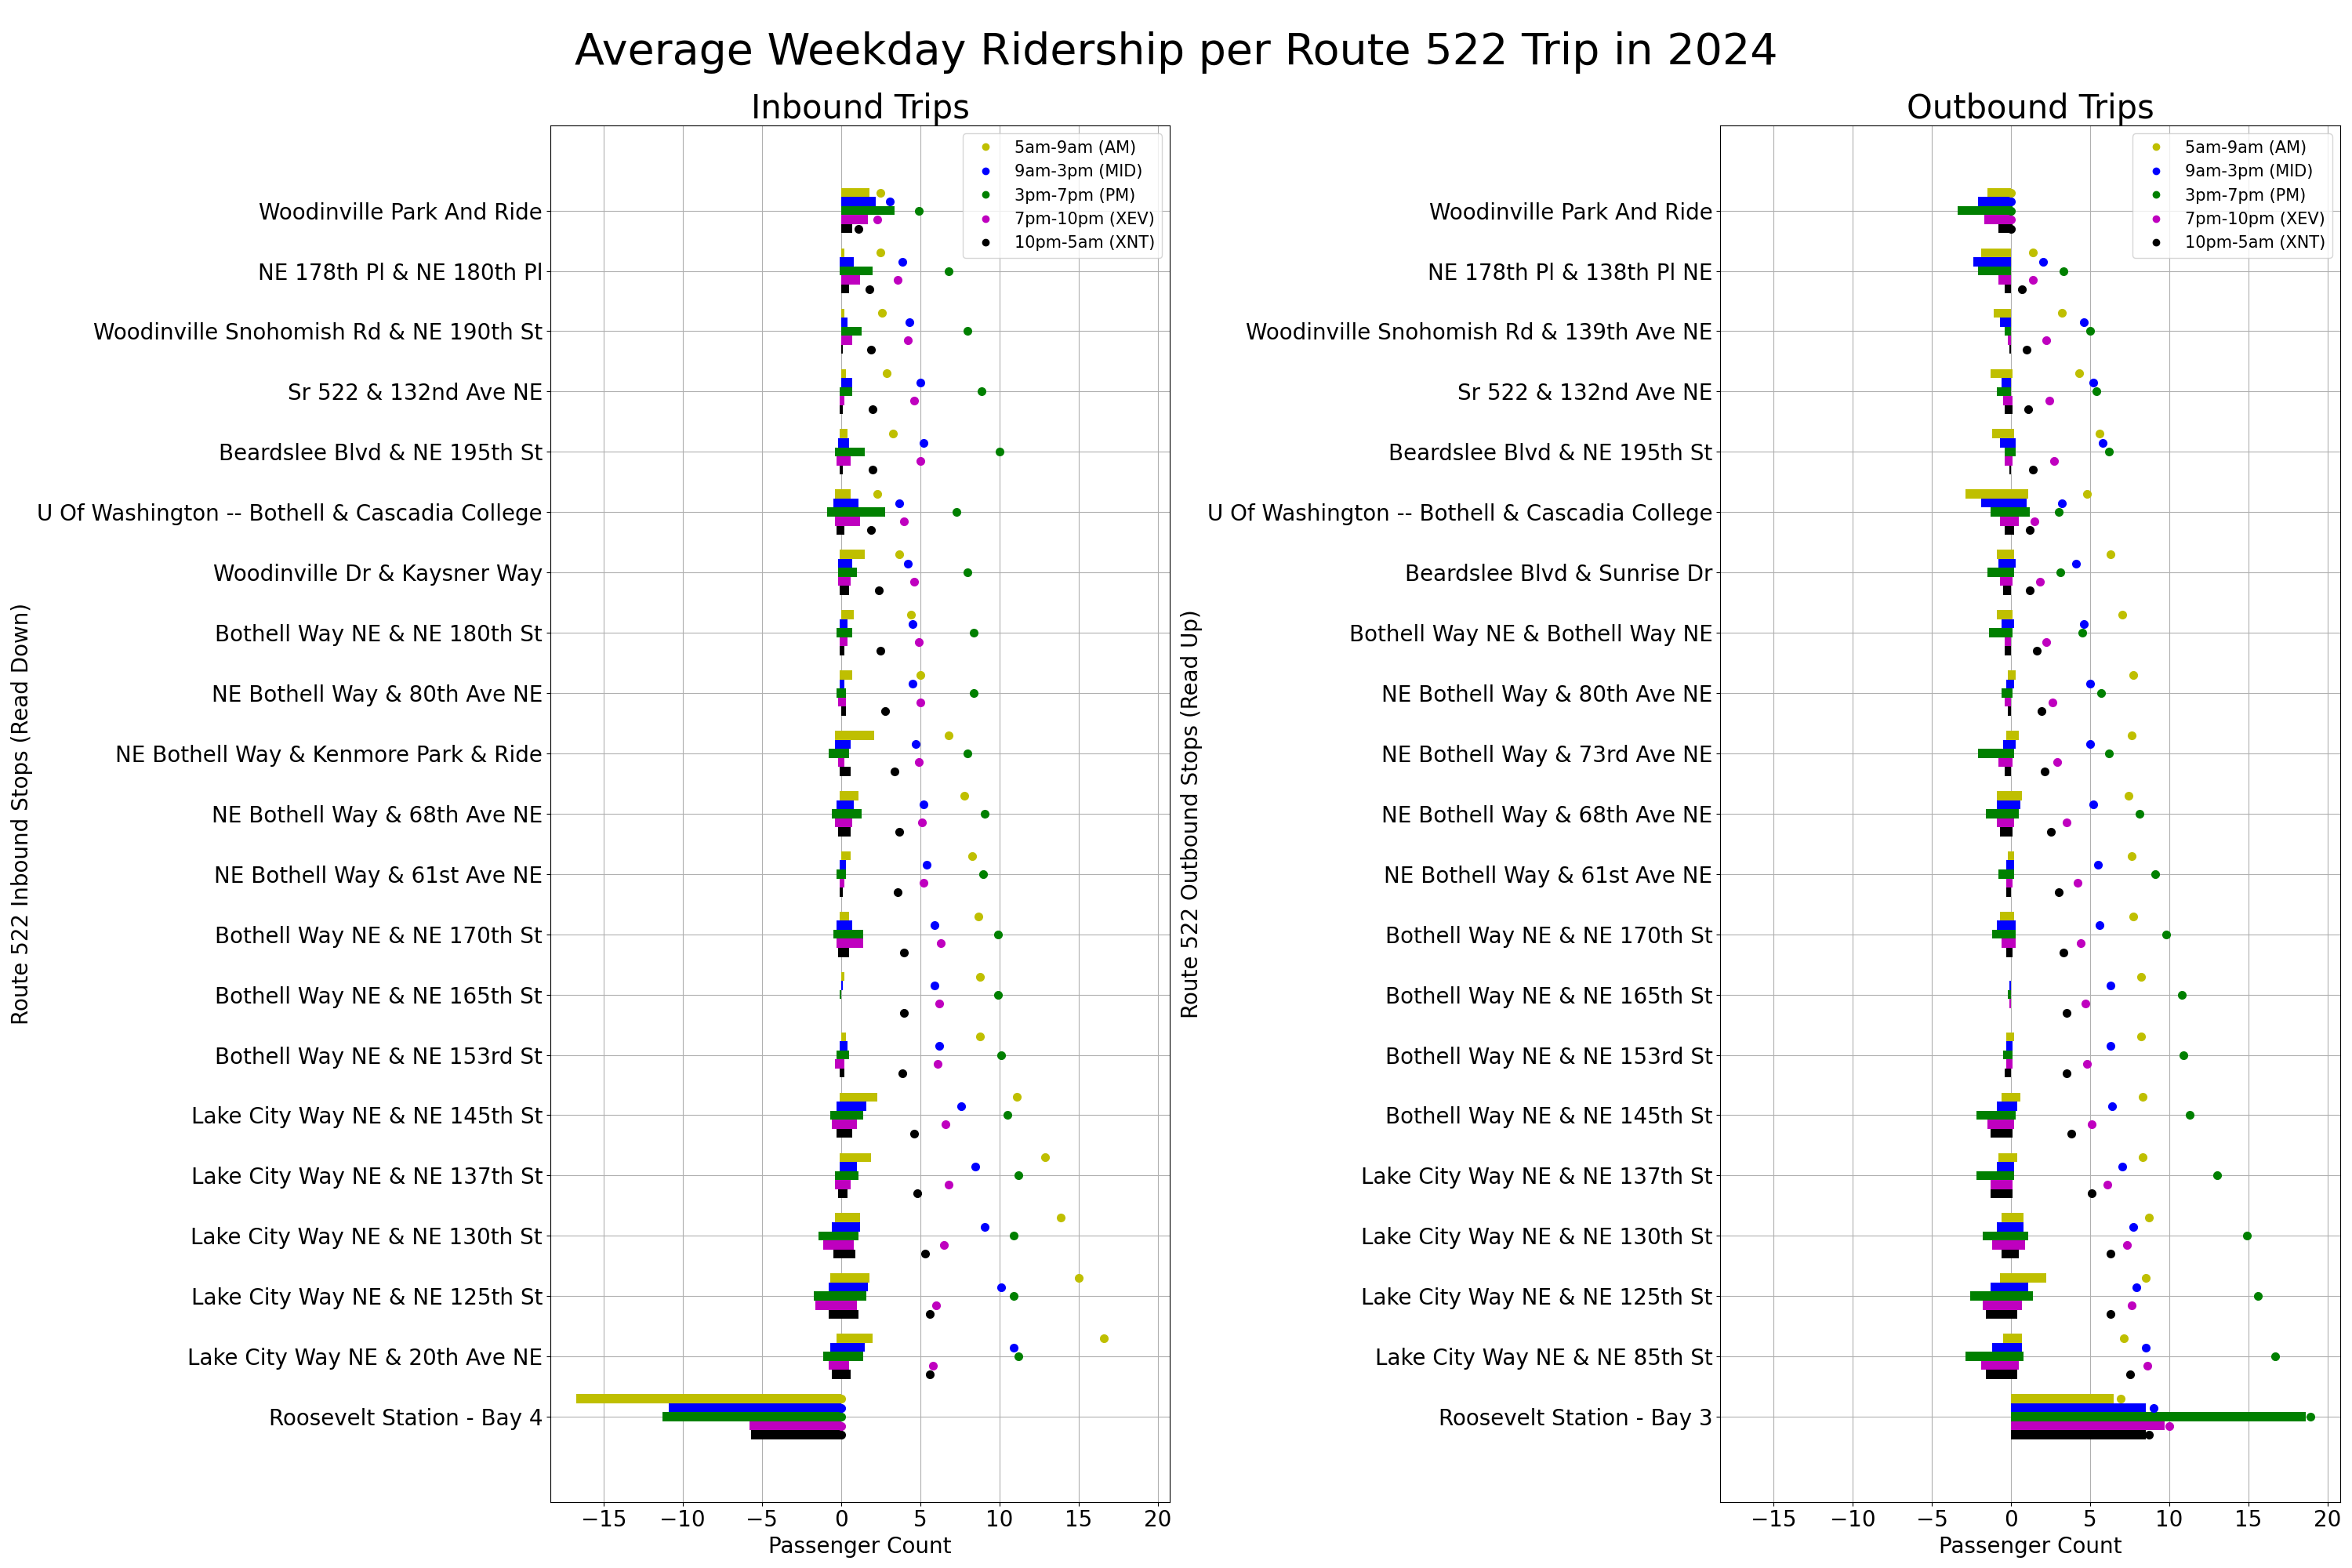 Average Weekday Ridership per Route 522 Trip in 2024
Inbound Trips
5am-9am (AM)
9am-3pm (MID)
3pm-7pm (PM)
7pm-10pm (XEV)
10pm-5am (XNT)
Route 522 Inbound Stops (Read Down)
Woodinville Park And Ride
NE 178th Pl & NE 180th Pl
Woodinville Snohomish Rd & NE 190th St
Sr 522 & 132nd Ave NE
Beardslee Blvd & NE 195th St
U Of Washington -- Bothell & Cascadia College
Woodinville Dr & Kaysner Way
Bothell Way NE & NE 180th St
NE Bothell Way & 80th Ave NE
NE Bothell Way & Kenmore Park & Ride
NE Bothell Way & 68th Ave NE
NE Bothell Way & 61st Ave NE
Bothell Way NE & NE 170th St
Bothell Way NE & NE 165th St
Bothell Way NE & NE 153rd St
Lake City Way NE & NE 145th St
Lake City Way NE & NE 137th St
Lake City Way NE & NE 130th St
Lake City Way NE & NE 125th St
Lake City Way NE & 20th Ave NE
Roosevelt Station - Bay 4
−15 −10 −5 0 5 10 15 20
Passenger Count
Outbound Trips
5am-9am (AM)
9am-3pm (MID)
3pm-7pm (PM)
7pm-10pm (XEV)
10pm-5am (XNT)
Route 522 Outbound Stops (Read Up)
Woodinville Park And Ride
NE 178th Pl & 138th Pl NE
Woodinville Snohomish Rd & 139th Ave NE
Sr 522 & 132nd Ave NE
Beardslee Blvd & NE 195th St
U Of Washington -- Bothell & Cascadia College
Beardslee Blvd & Sunrise Dr
Bothell Way NE & Bothell Way NE
NE Bothell Way & 80th Ave NE
NE Bothell Way & 73rd Ave NE
NE Bothell Way & 68th Ave NE
NE Bothell Way & 61st Ave NE
Bothell Way NE & NE 170th St
Bothell Way NE & NE 165th St
Bothell Way NE & NE 153rd St
Bothell Way NE & NE 145th St
Lake City Way NE & NE 137th St
Lake City Way NE & NE 130th St
Lake City Way NE & NE 125th St
Lake City Way NE & NE 85th St
Roosevelt Station - Bay 3
−15 −10 −5 0 5 10 15 20
Passenger Count